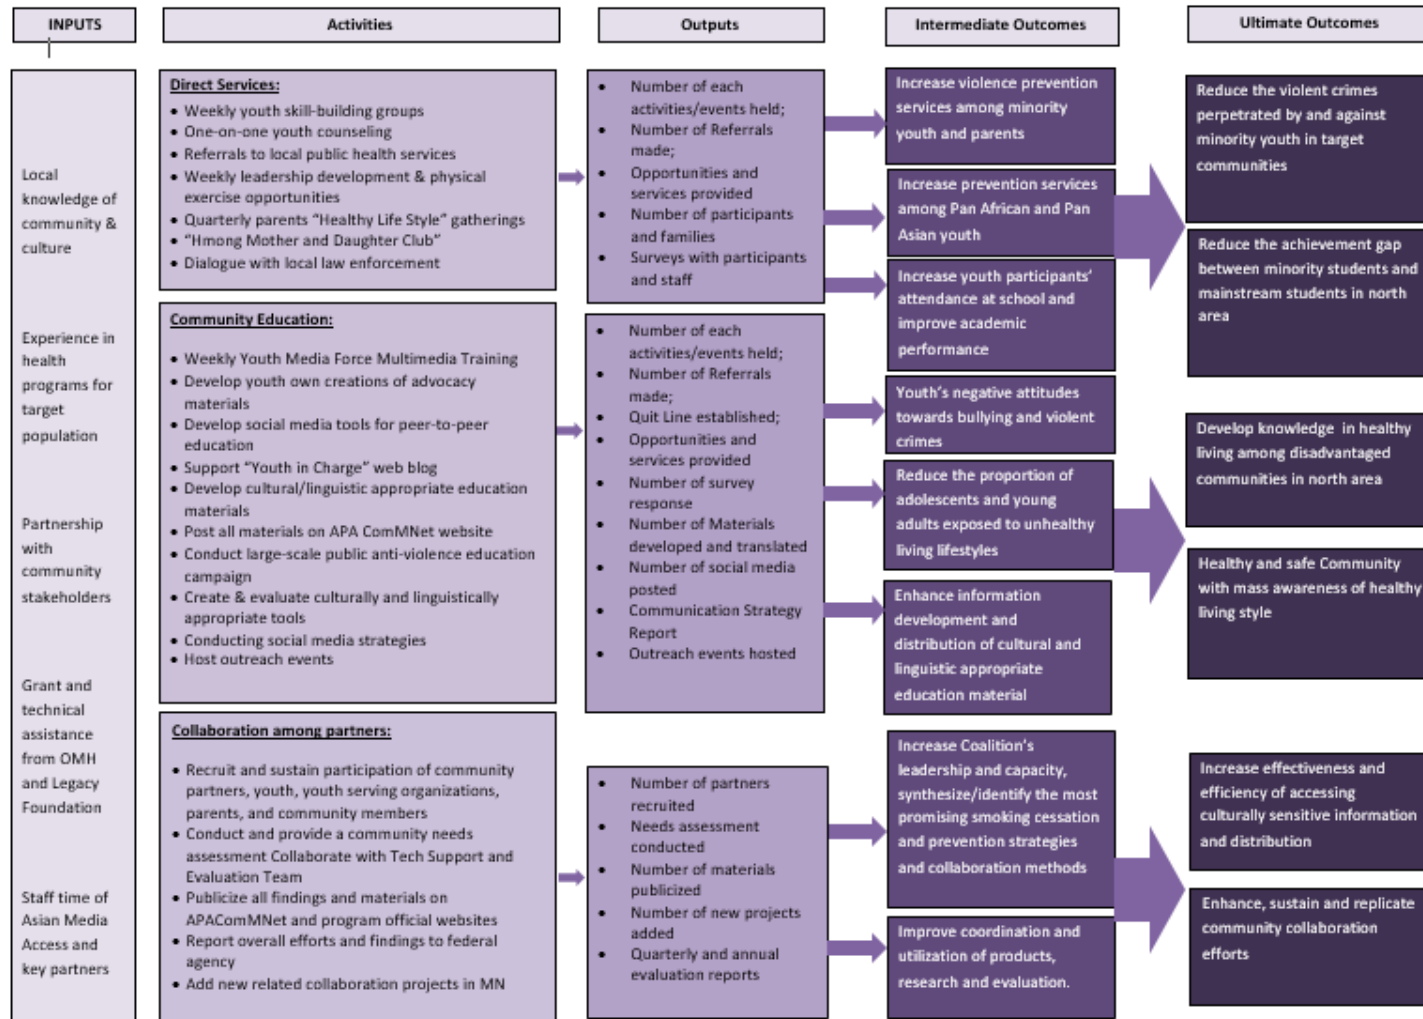 INPUTS
Activities
Outputs
Intermediate Outcomes
Ultimate Outcomes
Local
knowledge of
community &
culture
Experience in
health
programs for
target
population
Partnership
with
community
stakeholders
Grant and
technical
assistance
from OMH
and Legacy
Foundation
Staff time of
Asian Media
Access and
key partners
Direct Services:
• Weekly youth skill-building groups
• One-on-one youth counseling
• Referrals to local public health services
• Weekly leadership development & physical
exercise opportunities
• Quarterly parents “Healthy Life Style” gatherings
• “Hmong Mother and Daughter Club”
• Dialogue with local law enforcement
Community Education:
• Weekly Youth Media Force Multimedia Training
• Develop youth own creations of advocacy
materials
• Develop social media tools for peer-to-peer
education
• Support “Youth in Charge” web blog
• Develop cultural/linguistic appropriate education
materials
• Post all materials on APA ComMNet website
• Conduct large-scale public anti-violence education
campaign
• Create & evaluate culturally and linguistically
appropriate tools
• Conducting social media strategies
• Host outreach events
Collaboration among partners:
• Recruit and sustain participation of community
partners, youth, youth serving organizations,
parents, and community members
• Conduct and provide a community needs
assessment Collaborate with Tech Support and
Evaluation Team
• Publicize all findings and materials on
APAComMNet and program official websites
• Report overall efforts and findings to federal
agency
• Add new related collaboration projects in MN
• Number of each
activities/events held;
• Number of Referrals
made;
• Opportunities and
services provided
• Number of participants
and families
• Surveys with participants
and staff
• Number of each
activities/events held;
• Number of Referrals
made;
• Quit Line established;
• Opportunities and
services provided
• Number of survey
response
• Number of Materials
developed and translated
• Number of social media
posted
• Communication Strategy
Report
• Outreach events hosted
• Number of partners
recruited
• Needs assessment
conducted
• Number of materials
publicized
• Number of new projects
added
• Quarterly and annual
evaluation reports
Increase violence prevention
services among minority
youth and parents
Increase prevention services
among Pan African and Pan
Asian youth
Increase youth participants’
attendance at school and
improve academic
performance
Youth’s negative attitudes
towards bullying and violent
crimes
Reduce the proportion of
adolescents and young
adults exposed to unhealthy
living lifestyles
Enhance information
development and
distribution of cultural and
linguistic appropriate
education material
Increase Coalition’s
leadership and capacity,
synthesize/identify the most
promising smoking cessation
and prevention strategies
and collaboration methods
Improve coordination and
utilization of products,
research and evaluation.
Reduce the violent crimes
perpetrated by and against
minority youth in target
communities
Reduce the achievement gap
between minority students and
mainstream students in north
area
Develop knowledge in healthy
living among disadvantaged
communities in north area
Healthy and safe Community
with mass awareness of healthy
living style
Increase effectiveness and
efficiency of accessing
culturally sensitive information
and distribution
Enhance, sustain and replicate
community collaboration
efforts